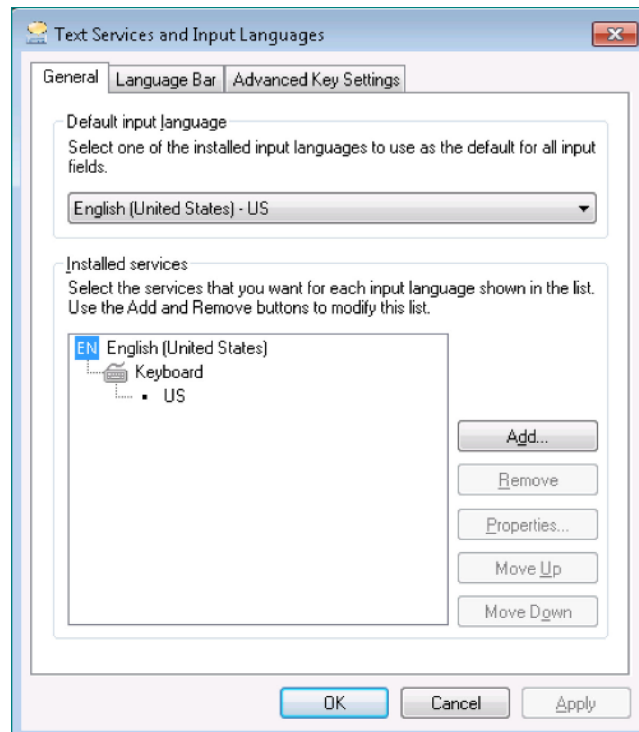 Text Services and Input Languages
General
Language Bar
Advanced Key Settings
Default input language
Select one of the installed input languages to use as the default for all input
fields.
English (United States) - US
Installed services
Select the services that you want for each input language shown in the list.
Use the Add and Remove buttons to modify this list.
EN English (United States)
Keyboard
US
Add...
Remove
Properties...
Move Up
Move Down
OK
Cancel
Apply